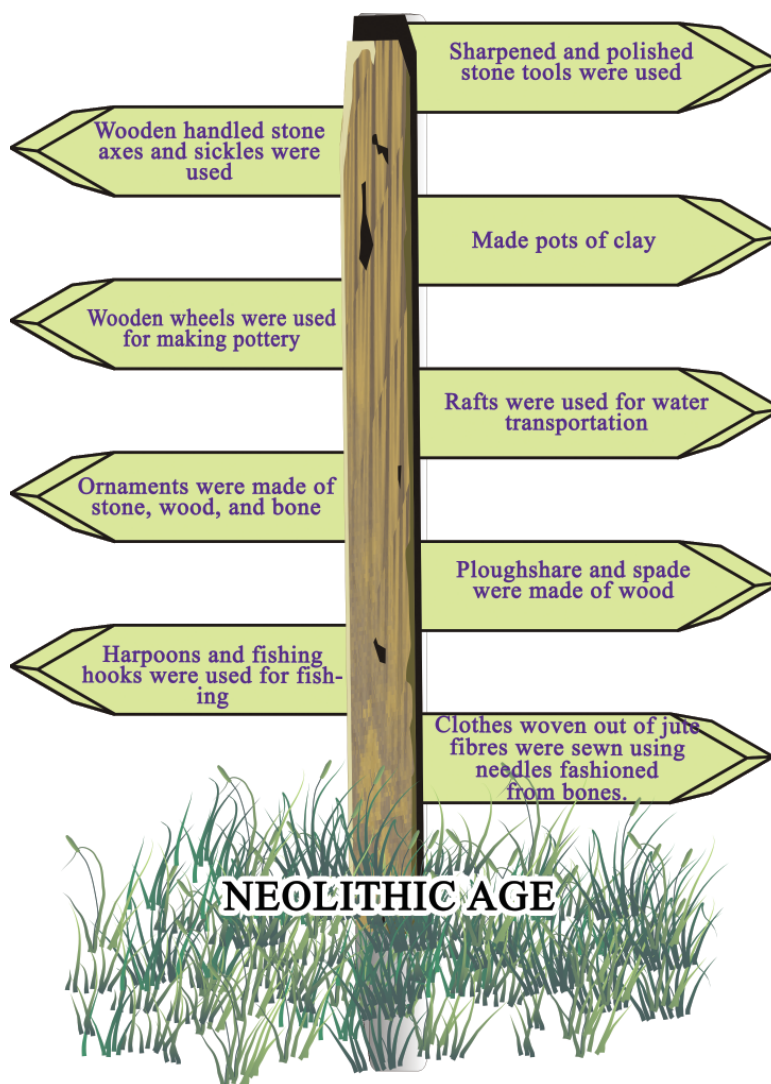 Sharpened and polished
stone tools were used
Wooden handled stone
axes and sickles were
used
Made pots of clay
Wooden wheels were used
for making pottery
Rafts were used for water
transportation
Ornaments were made of
stone, wood, and bone
Ploughshare and spade
were made of wood
Harpoons and fishing
hooks were used for fish-
ing
Clothes woven out of jute
fibres were sewn using
needles fashioned
from bones.
NEOLITHIC AGE